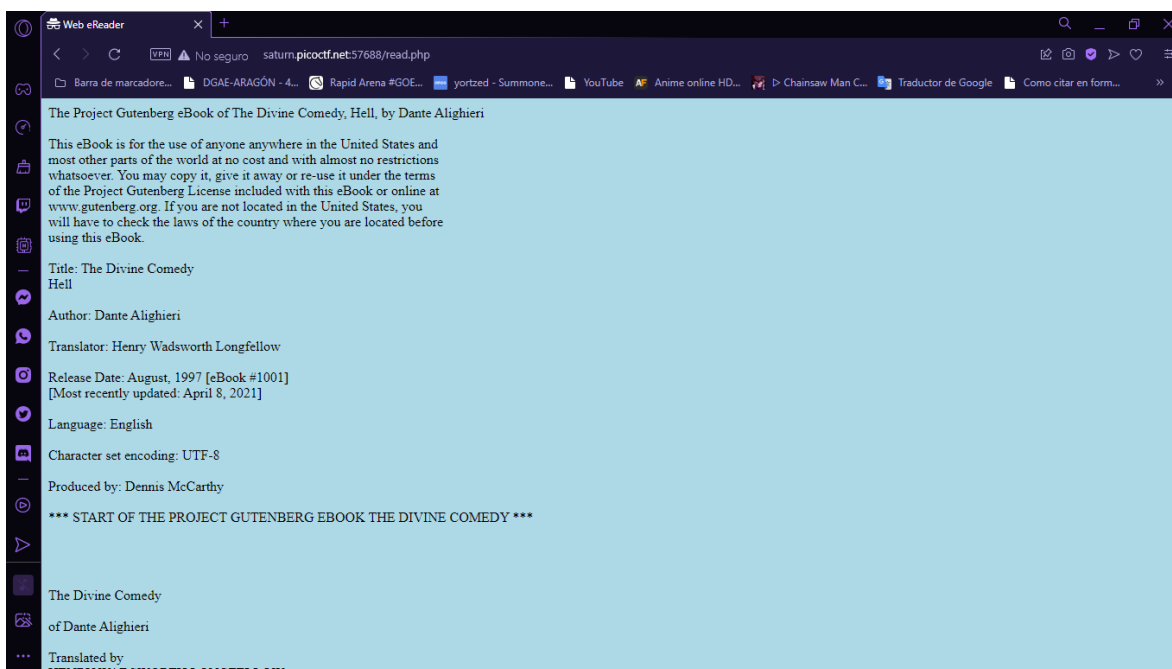 Web eReader
VPN No seguro saturn.picoctf.net:57688/read.php
Barra de marcadore... DGAE-ARAGÓN - 4... Rapid Arena #GOE... yortzed - Summone... YouTube AF Anime online HD... ▷ Chainsaw Man C... Traductor de Google Como citar en form... »
The Project Gutenberg eBook of The Divine Comedy, Hell, by Dante Alighieri
This eBook is for the use of anyone anywhere in the United States and
most other parts of the world at no cost and with almost no restrictions
whatsoever. You may copy it, give it away or re-use it under the terms
of the Project Gutenberg License included with this eBook or online at
www.gutenberg.org. If you are not located in the United States, you
will have to check the laws of the country where you are located before
using this eBook.
Title: The Divine Comedy
Hell
Author: Dante Alighieri
Translator: Henry Wadsworth Longfellow
Release Date: August, 1997 [eBook #1001]
[Most recently updated: April 8, 2021]
Language: English
Character set encoding: UTF-8
Produced by: Dennis McCarthy
*** START OF THE PROJECT GUTENBERG EBOOK THE DIVINE COMEDY ***
The Divine Comedy
of Dante Alighieri
Translated by